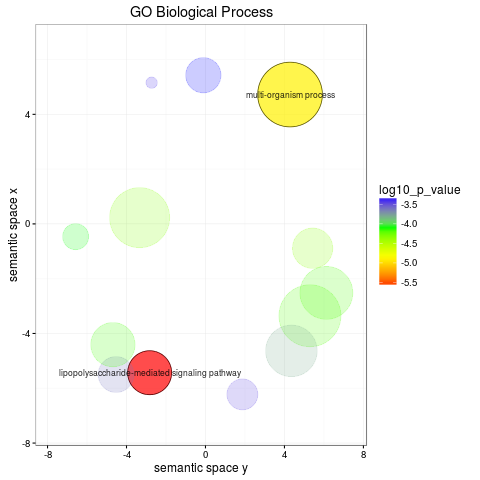 GO Biological Process
multi-organism process
lipopolysaccharide-mediated signaling pathway
semantic space x
4
0
-4
-8
-8
-4
0
4
8
semantic space y
log10_p_value
-3.5
-4.0
-4.5
-5.0
-5.5